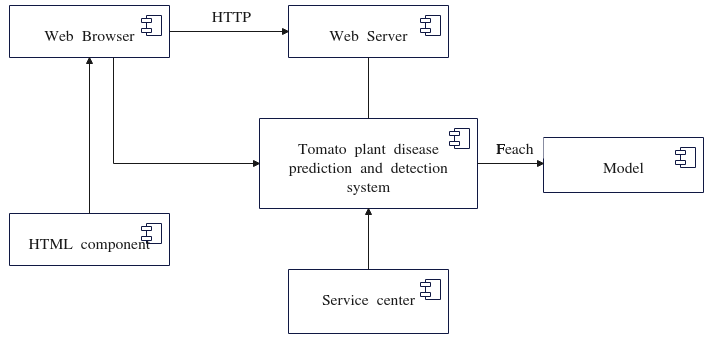 HTTP
Web Browser
Web Server
Tomato plant disease
prediction and detection
system
Feach
Model
HTML component
Service center